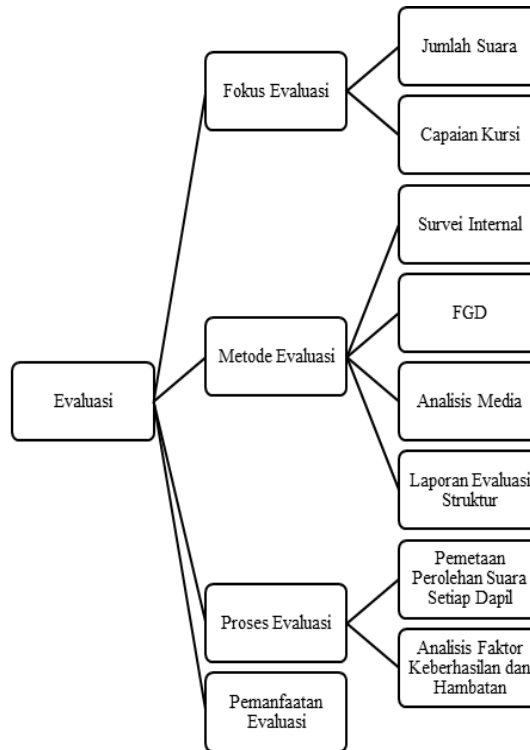 Evaluasi
Fokus Evaluasi
Jumlah Suara
Capaian Kursi
Metode Evaluasi
Survei Internal
FGD
Analisis Media
Laporan Evaluasi
Struktur
Proses Evaluasi
Pemetaan
Perolehan Suara
Setiap Dapil
Analisis Faktor
Keberhasilan dan
Hambatan
Pemanfaatan
Evaluasi